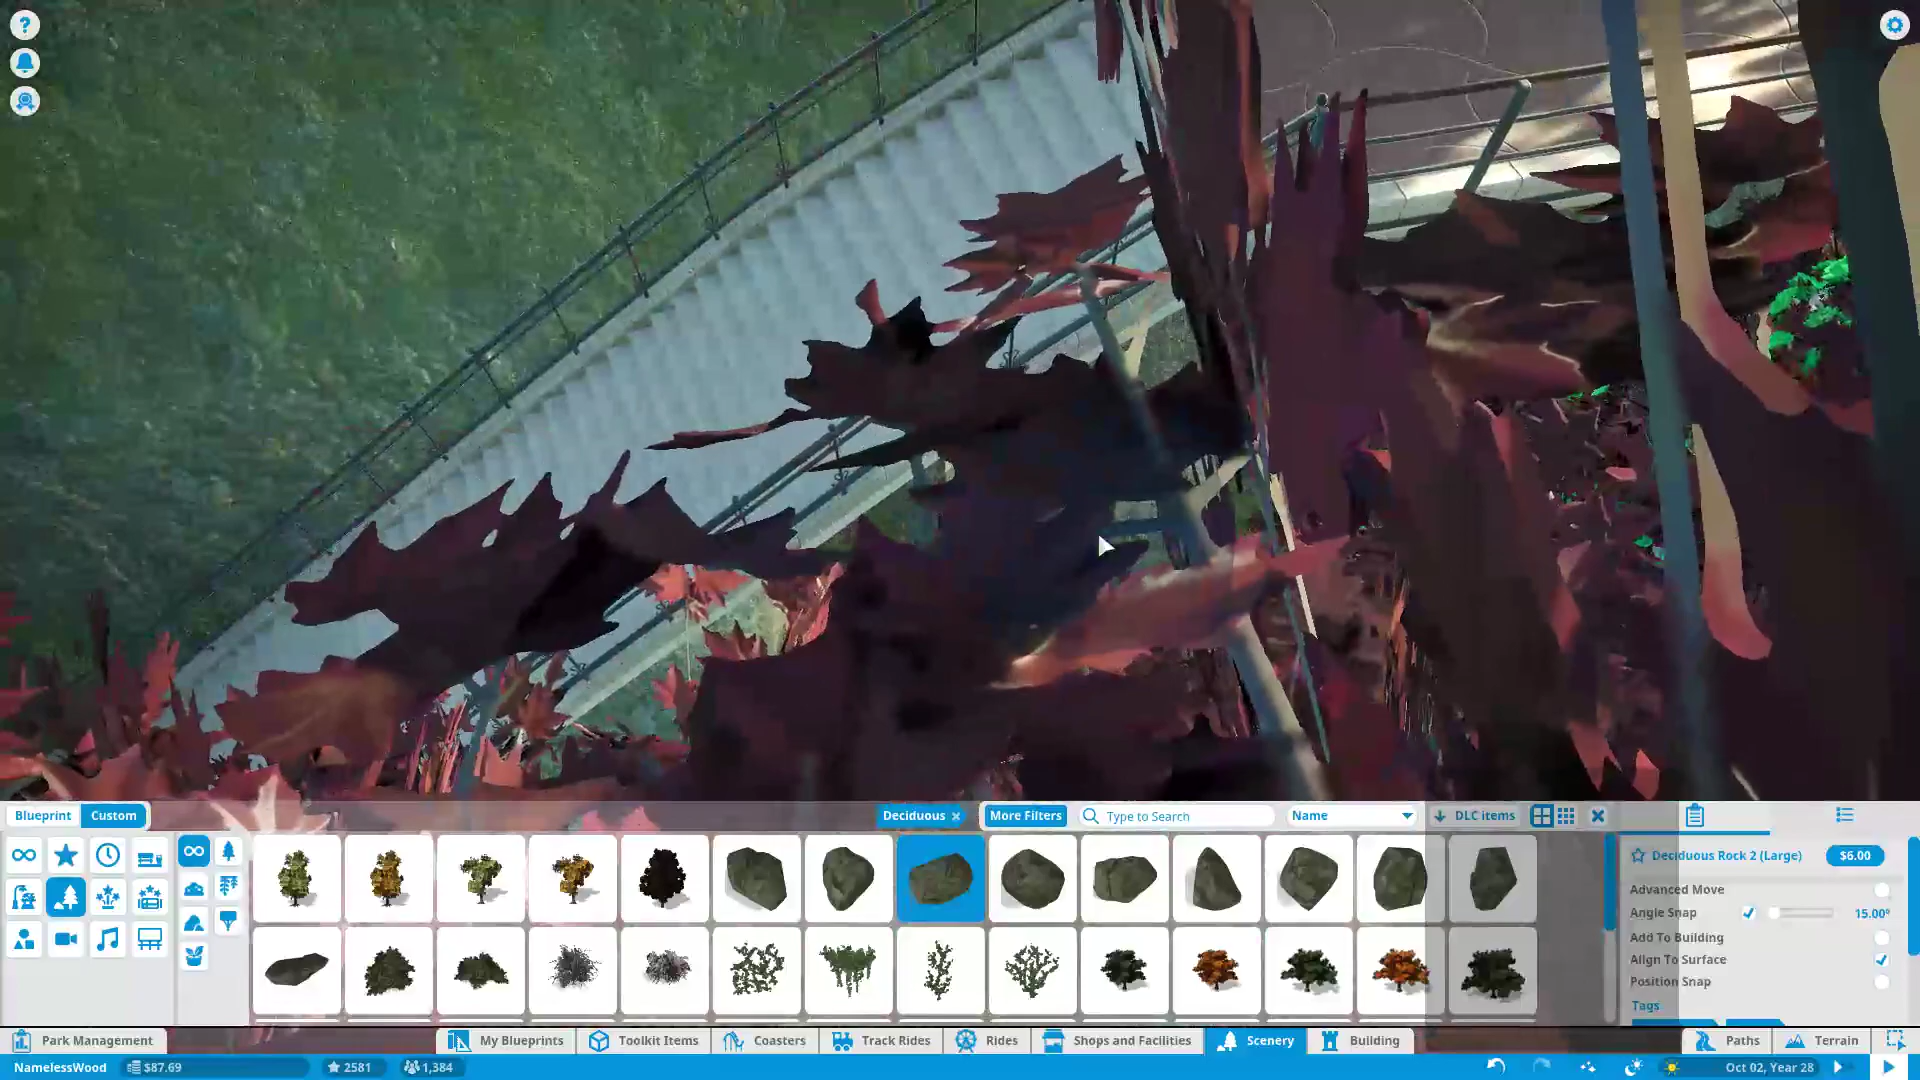 ?
Blueprint Custom
Deciduous × More Filters Type to Search Name DLC items
Deciduous Rock 2 (Large) $6.00
Advanced Move
Angle Snap 15.00°
Add To Building
Align To Surface
Position Snap
Tags
Park Management My Blueprints Toolkit Items Coasters Track Rides Rides Shops and Facilities Scenery Building Paths Terrain
NamelessWood $87.69 2581 1,384 Oct 02, Year 28